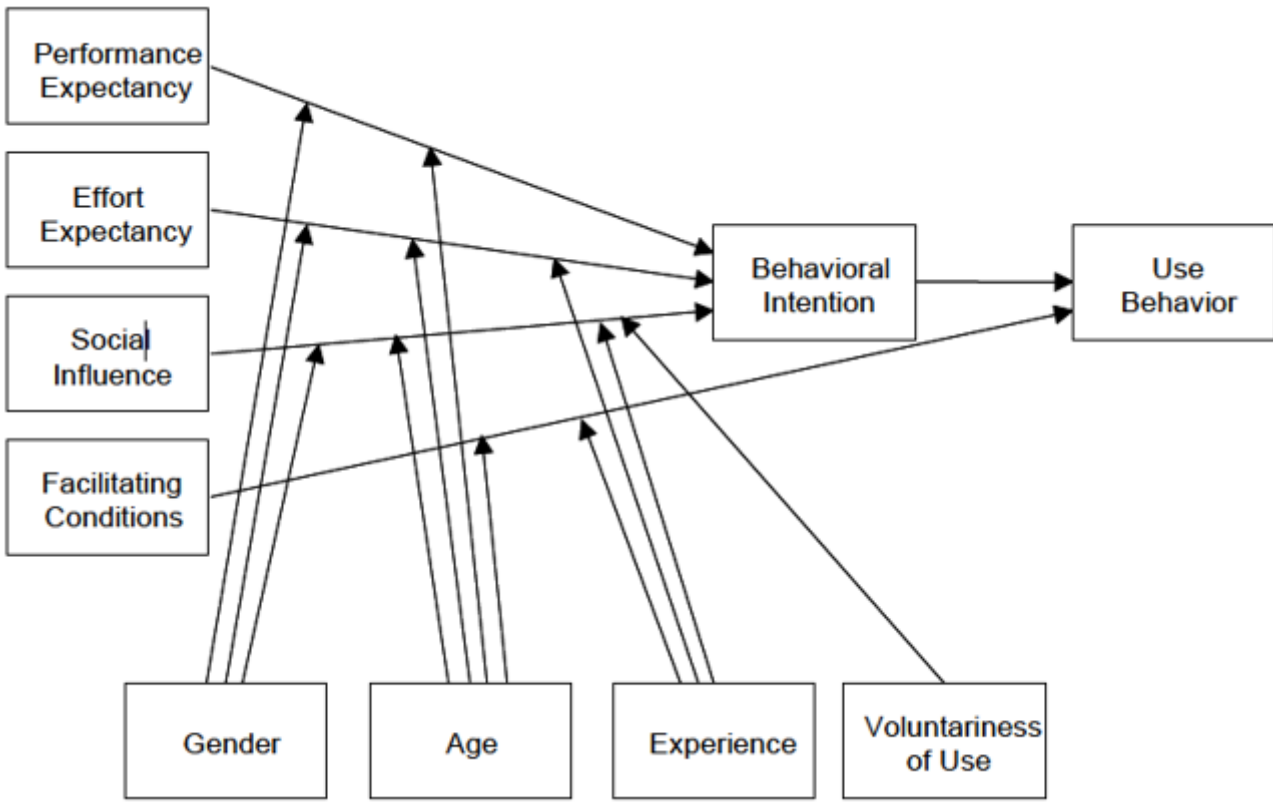 Performance
Expectancy
Effort
Expectancy
Social
Influence
Facilitating
Conditions
Behavioral
Intention
Use
Behavior
Gender
Age
Experience
Voluntariness
of Use